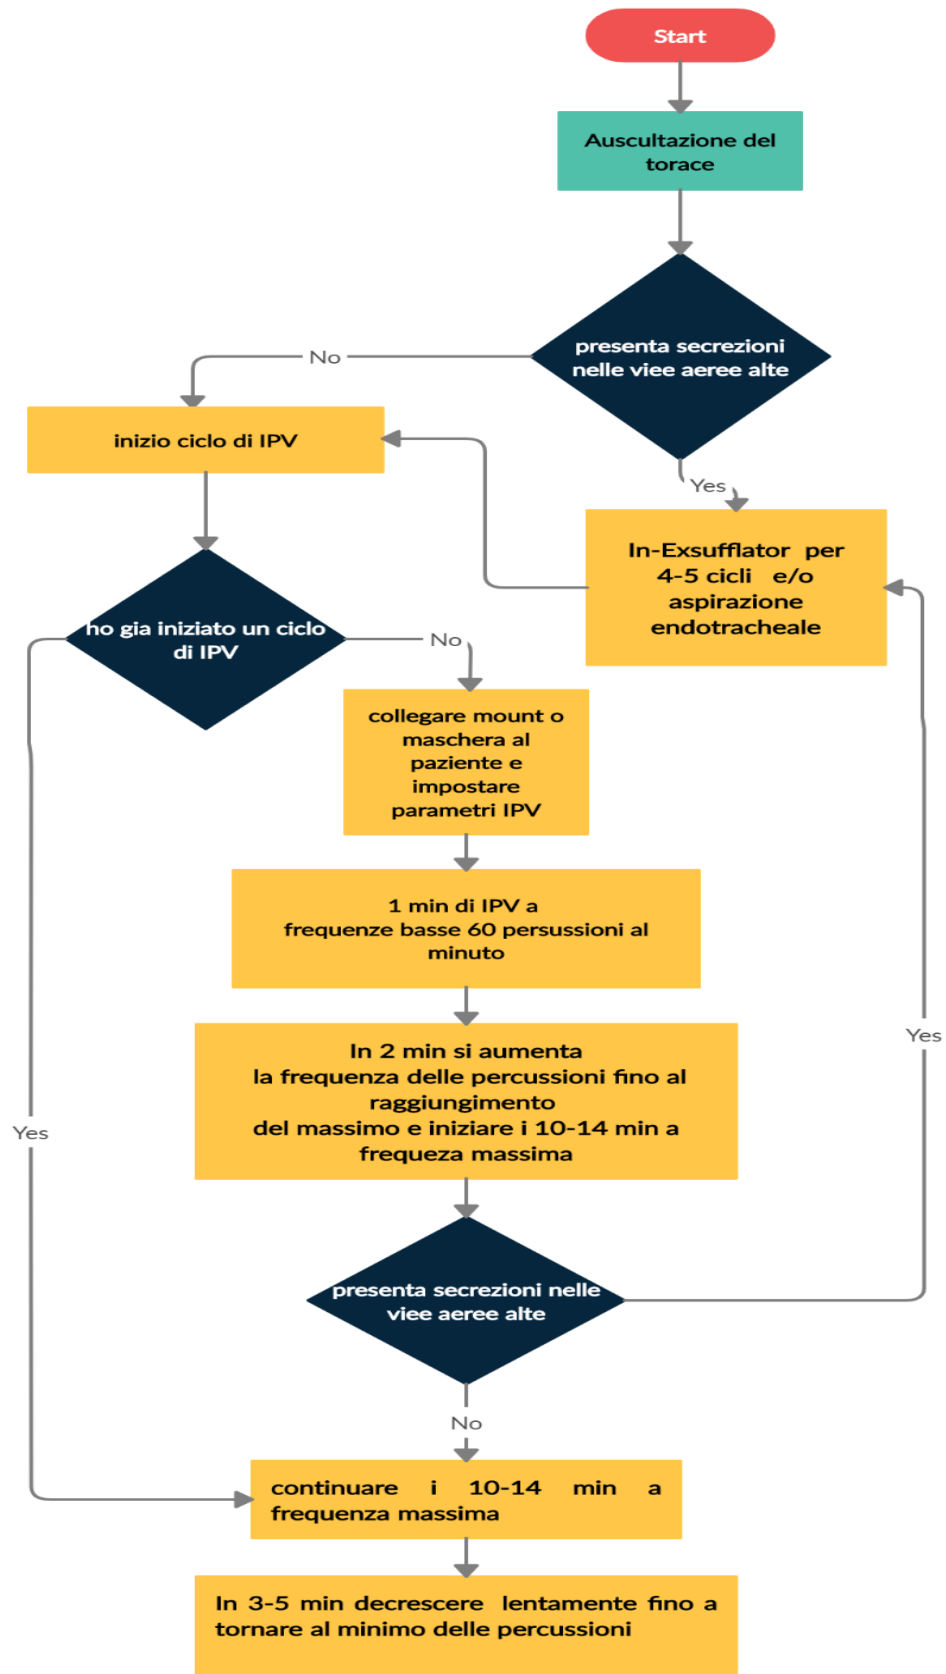 Start
Auscultazione del
torace
presenta secrezioni
nelle viee aeree alte
No
Yes
inizio ciclo di IPV
In-Exsufflator per
4-5 cicli e/o
aspirazione
endotracheale
ho gia iniziato un ciclo
di IPV
No
collegare mount o
maschera al
paziente e
impostare
parametri IPV
1 min di IPV a
frequenze basse 60 persussioni al
minuto
In 2 min si aumenta
la frequenza delle percussioni fino al
raggiungimento
del massimo e iniziare i 10-14 min a
frequeza massima
Yes
Yes
presenta secrezioni nelle
viee aeree alte
No
continuare i 10-14 min a
frequenza massima
In 3-5 min decrescere lentamente fino a
tornare al minimo delle percussioni